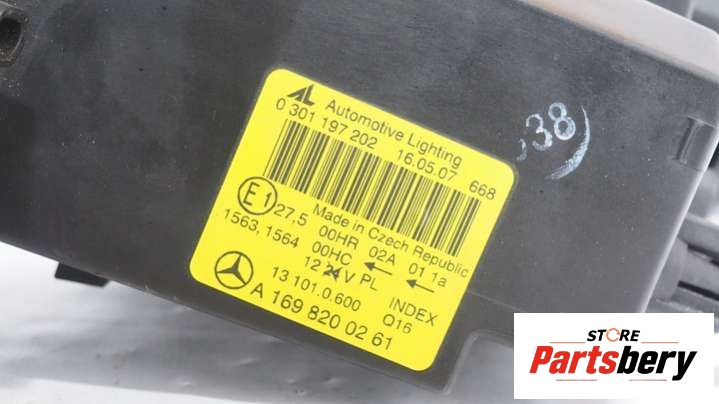 AL Automotive Lighting
0 301 197 202 16.05.07 668
E1 27,5 Made in Czech Republic
1563, 1564 00HR 02A 01 1a
00HC ← ←
12 24 V PL
13 101.0.600 INDEX
A 169 820 02 61 Q16
38
STORE
Partsbery